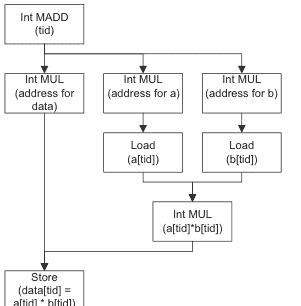 Int MADD
(tid)
Int MUL
(address for
data)
Int MUL
(address for a)
Int MUL
(address for b)
Load
(a[tid])
Load
(b[tid])
Int MUL
(a[tid]*b[tid])
Store
(data[tid] =
a[tid] * b[tid])